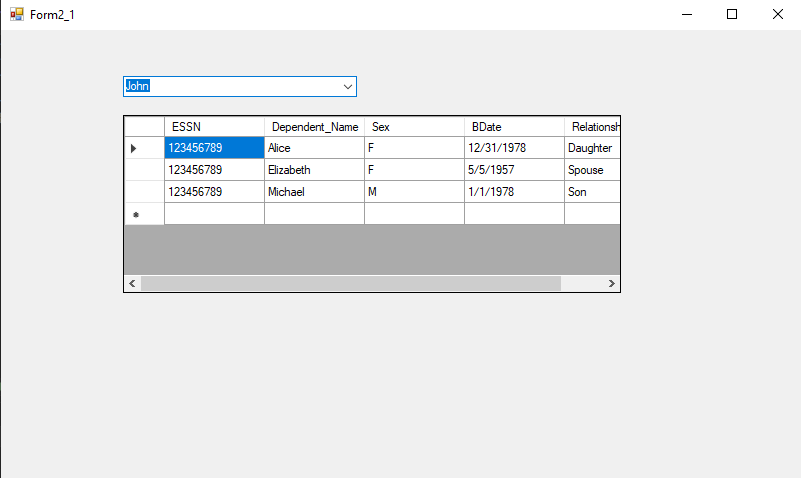 Form2_1
John
ESSN Dependent_Name Sex BDate Relationsh
123456789 Alice F 12/31/1978 Daughter
123456789 Elizabeth F 5/5/1957 Spouse
123456789 Michael M 1/1/1978 Son